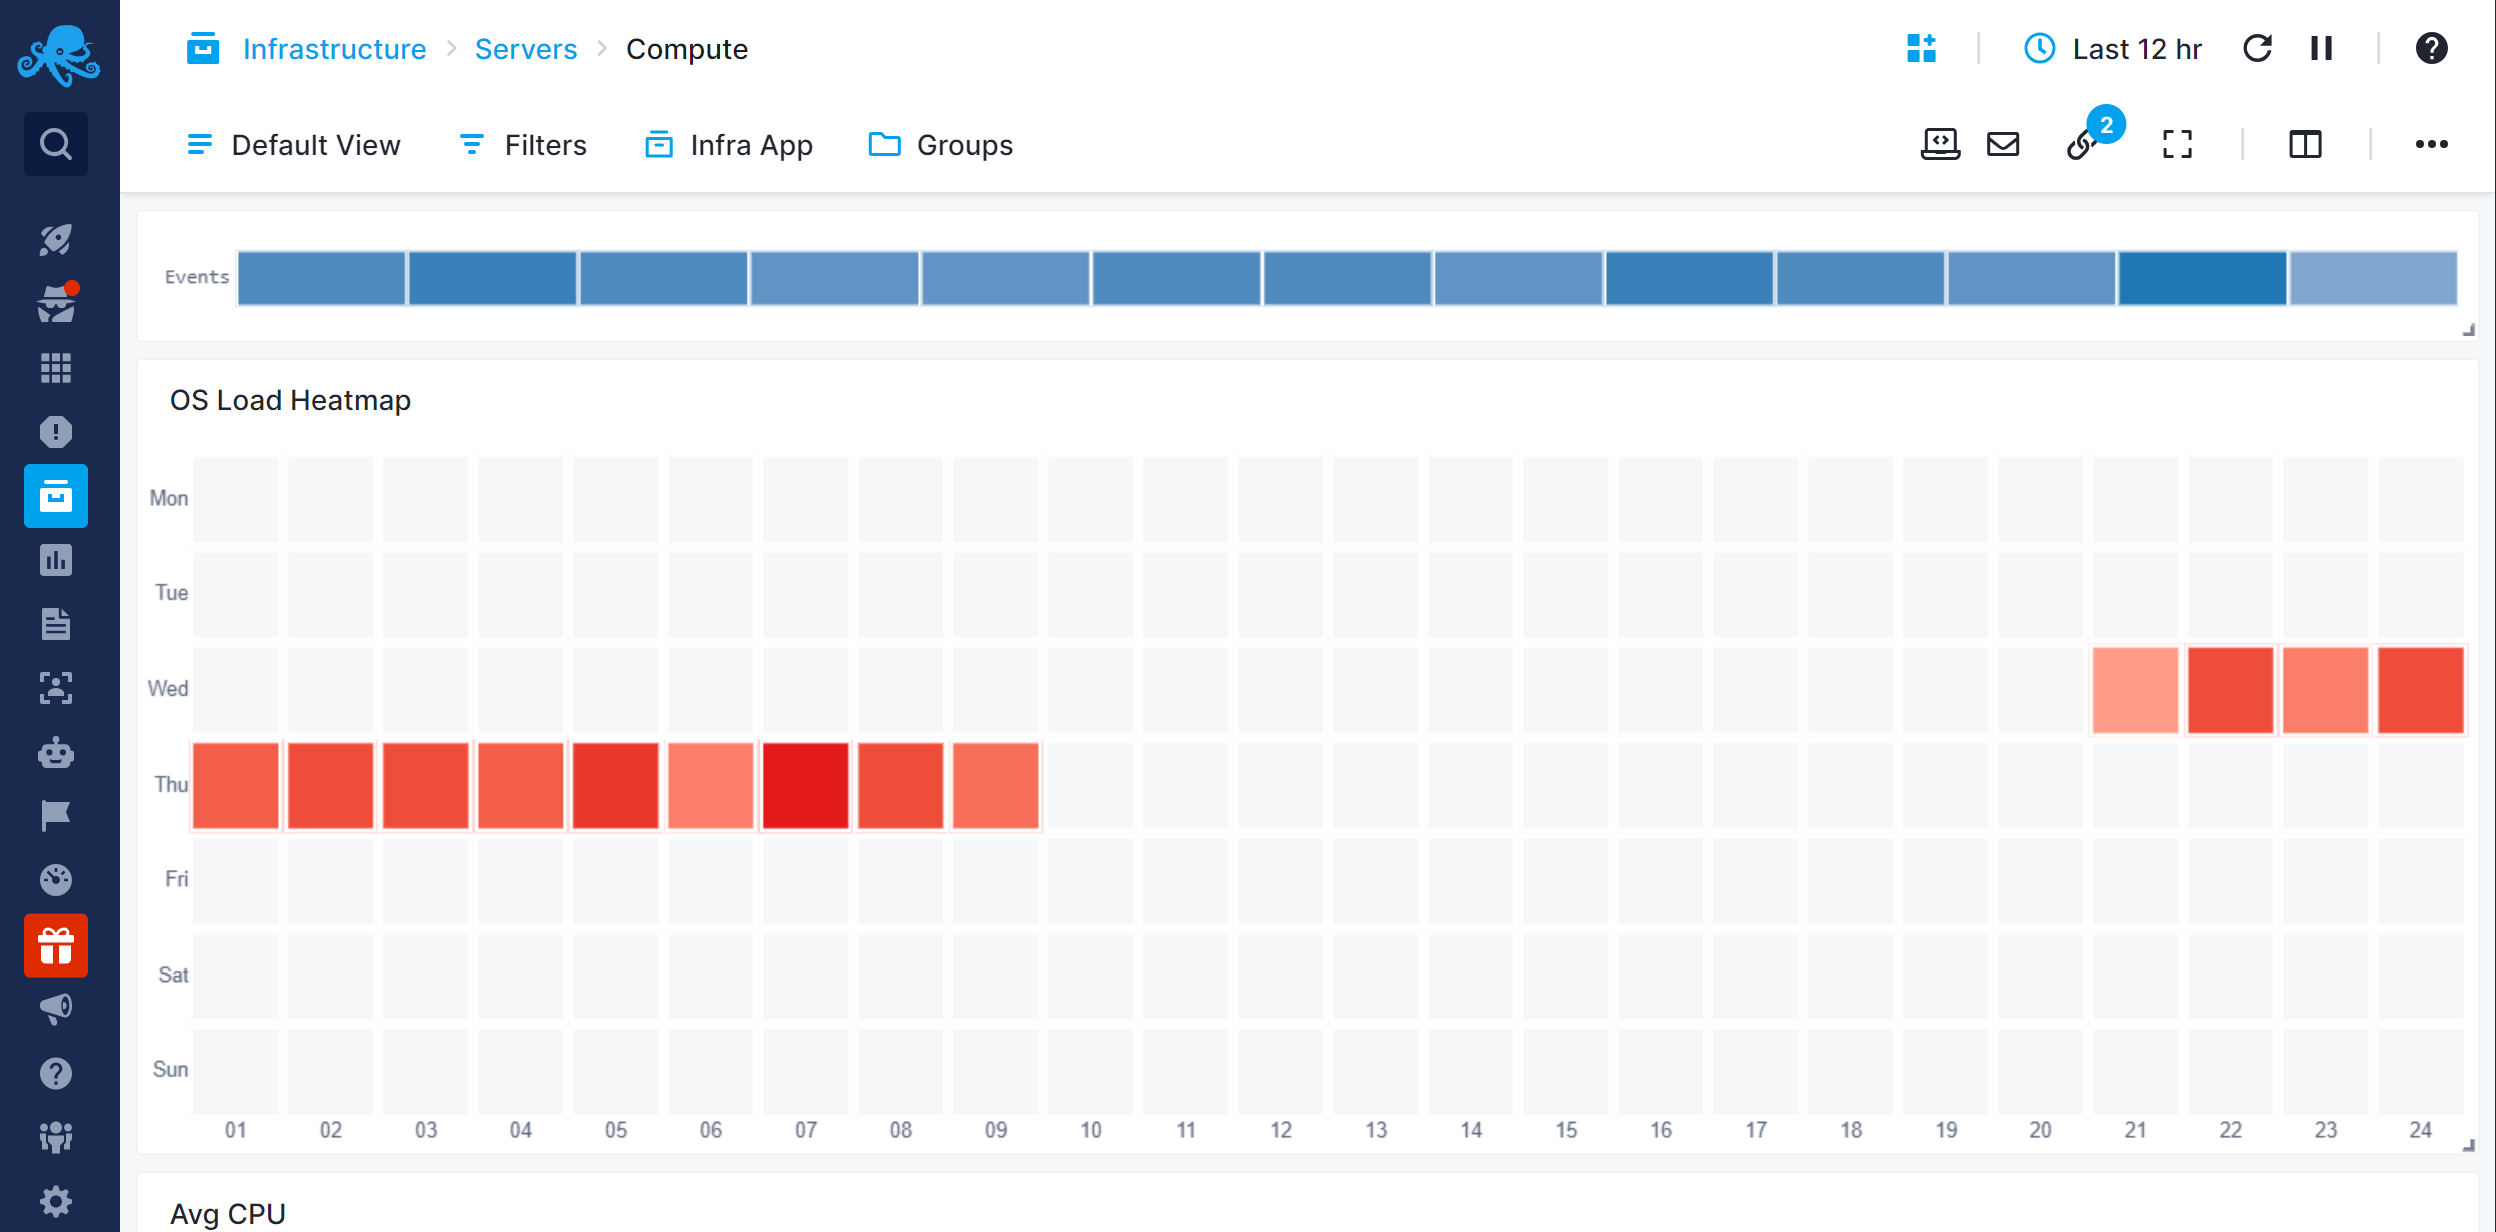 Infrastructure > Servers > Compute
Last 12 hr
Default View Filters Infra App Groups
2
Events
OS Load Heatmap
Mon
Tue
Wed
Thu
Fri
Sat
Sun
01 02 03 04 05 06 07 08 09 10 11 12 13 14 15 16 17 18 19 20 21 22 23 24
Avg CPU